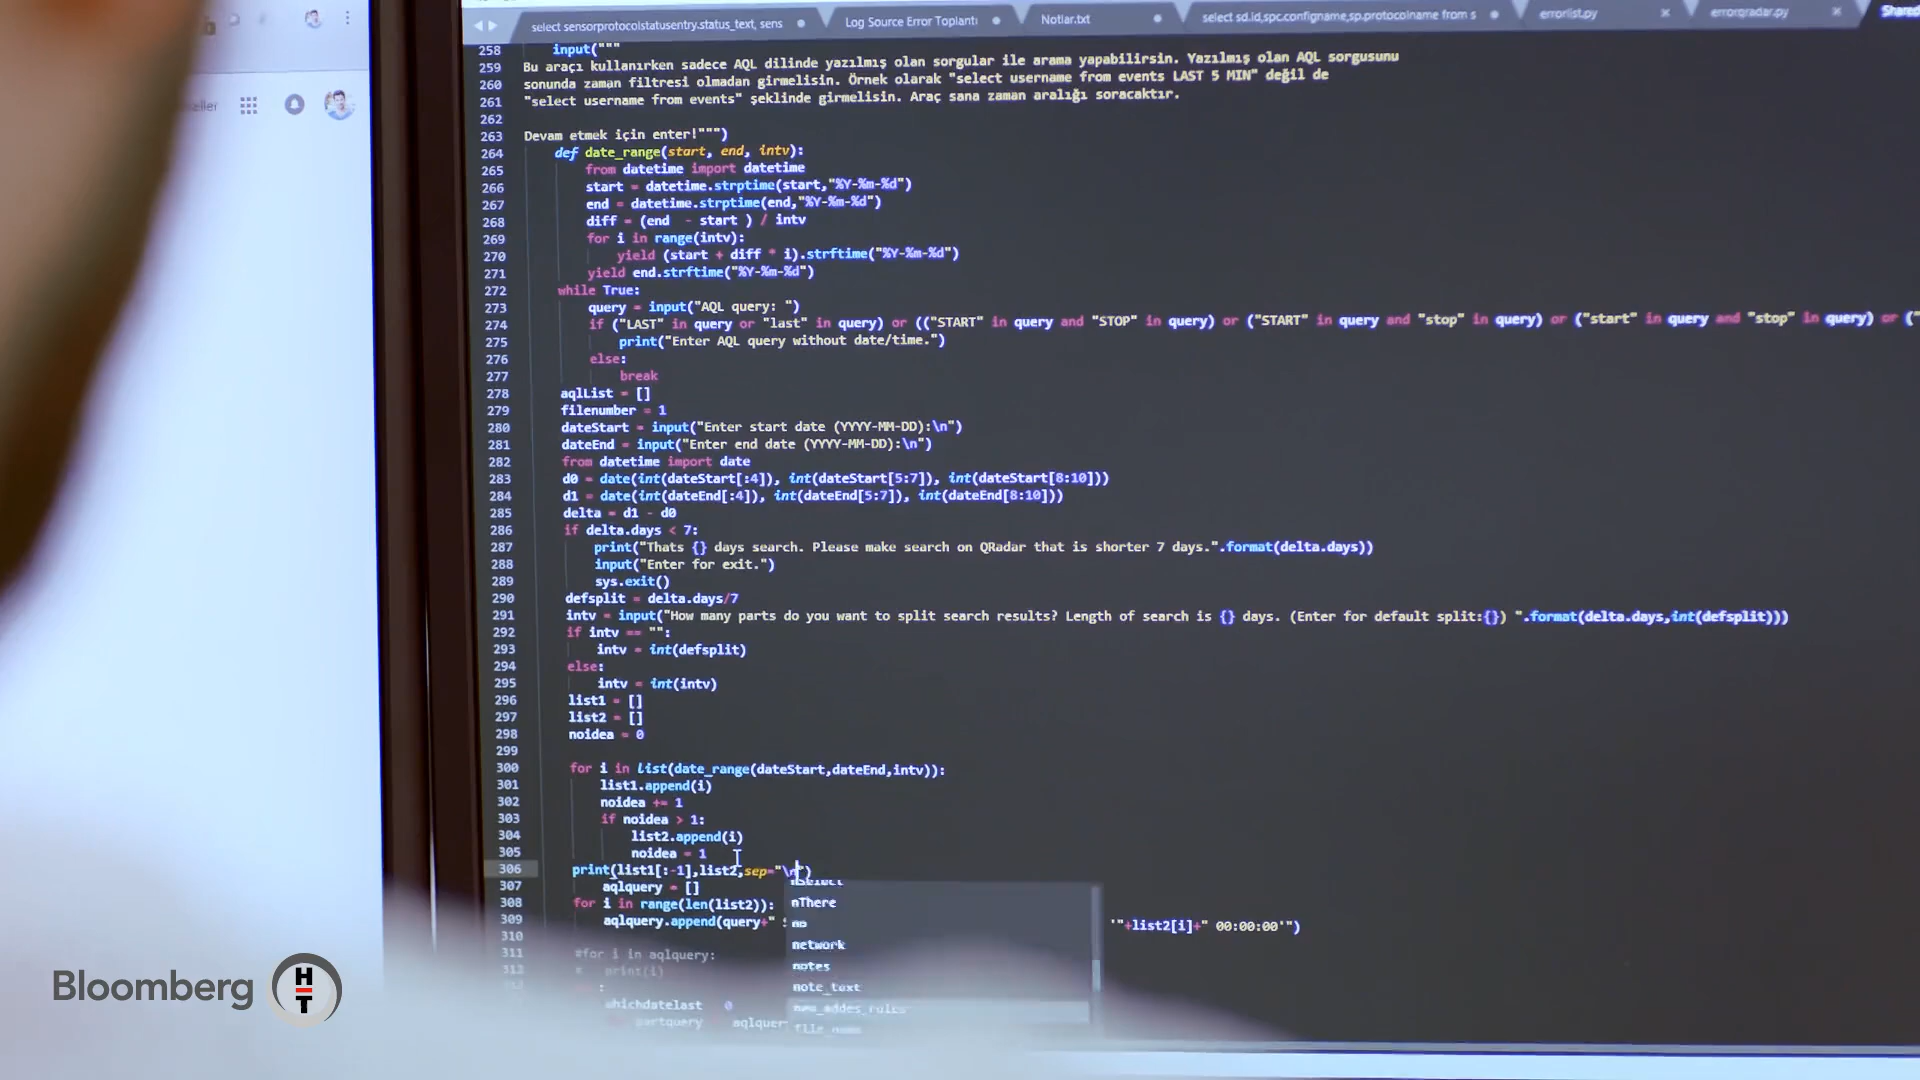 select sensorprotocolstatusentry.status_text, sens
Log Source Error Toplantı
Notlar.txt
select sd.id,spc.configname,sp.protocolname from s
errorlist.py
errorqradar.py
Shared
258 input("""
259 Bu araçı kullanırken sadece AQL dilinde yazılmış olan sorgular ile arama yapabilirsin. Yazılmış olan AQL sorgusunu
260 sonunda zaman filtresi olmadan girmelisin. Örnek olarak "select username from events LAST 5 MIN" değil de
261 "select username from events" şeklinde girmelisin. Araç sana zaman aralığı soracaktır.
262
263 Devam etmek için enter!""")
264 def date_range(start, end, intv):
265 from datetime import datetime
266 start = datetime.strptime(start,"%Y-%m-%d")
267 end = datetime.strptime(end,"%Y-%m-%d")
268 diff = (end - start ) / intv
269 for i in range(intv):
270 yield (start + diff * i).strftime("%Y-%m-%d")
271 yield end.strftime("%Y-%m-%d")
272 while True:
273 query = input("AQL query: ")
274 if ("LAST" in query or "last" in query) or (("START" in query and "STOP" in query) or ("START" in query and "stop" in query) or ("start" in query and "stop" in query) or ("
275 print("Enter AQL query without date/time.")
276 else:
277 break
278 aqlList = []
279 filenumber = 1
280 dateStart = input("Enter start date (YYYY-MM-DD):\n")
281 dateEnd = input("Enter end date (YYYY-MM-DD):\n")
282 from datetime import date
283 d0 = date(int(dateStart[:4]), int(dateStart[5:7]), int(dateStart[8:10]))
284 d1 = date(int(dateEnd[:4]), int(dateEnd[5:7]), int(dateEnd[8:10]))
285 delta = d1 - d0
286 if delta.days < 7:
287 print("Thats {} days search. Please make search on QRadar that is shorter 7 days.".format(delta.days))
288 input("Enter for exit.")
289 sys.exit()
290 defsplit = delta.days/7
291 intv = input("How many parts do you want to split search results? Length of search is {} days. (Enter for default split:{}) ".format(delta.days,int(defsplit)))
292 if intv == "":
293 intv = int(defsplit)
294 else:
295 intv = int(intv)
296 list1 = []
297 list2 = []
298 noidea = 0
299
300 for i in list(date_range(dateStart,dateEnd,intv)):
301 list1.append(i)
302 noidea += 1
303 if noidea > 1:
304 list2.append(i)
305 noidea = 1
306 print(list1[:-1],list2,sep="\n")
307 aqlquery = []
308 for i in range(len(list2)):
309 aqlquery.append(query+" '"+list2[i]+" 00:00:00'")
310
311 #for i in aqlquery:
# print(i)
whichdatelast 0
partquery aqlquer
nSelect
nThere
no
network
notes
note_text
new_addes_rules
file_name
Bloomberg
HT